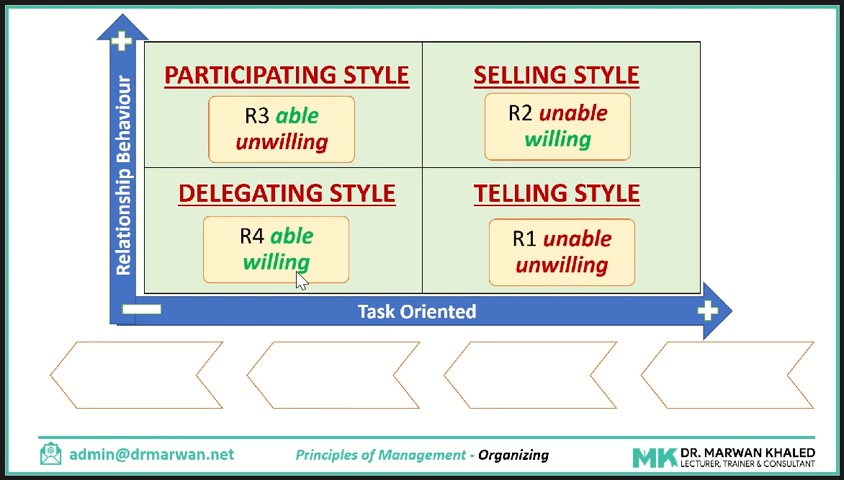 PARTICIPATING STYLE
R3 able
unwilling
SELLING STYLE
R2 unable
willing
DELEGATING STYLE
R4 able
willing
TELLING STYLE
R1 unable
unwilling
Relationship Behaviour
Task Oriented
admin@drmarwan.net
Principles of Management - Organizing
MK DR. MARWAN KHALED
LECTURER, TRAINER & CONSULTANT